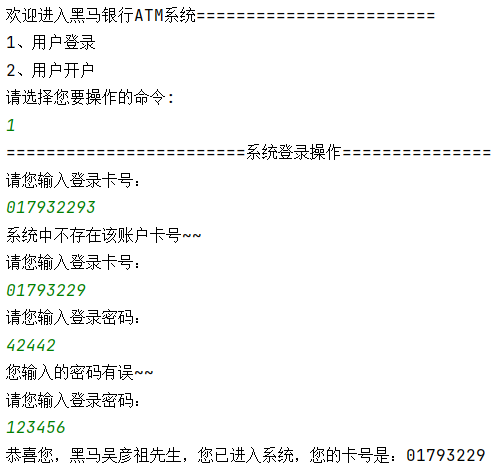 欢迎进入黑马银行ATM系统========================
1、用户登录
2、用户开户
请选择您要操作的命令:
1
========================系统登录操作===============
请您输入登录卡号：
017932293
系统中不存在该账户卡号~~
请您输入登录卡号：
01793229
请您输入登录密码：
42442
您输入的密码有误~~
请您输入登录密码：
123456
恭喜您，黑马吴彦祖先生，您已进入系统，您的卡号是：01793229